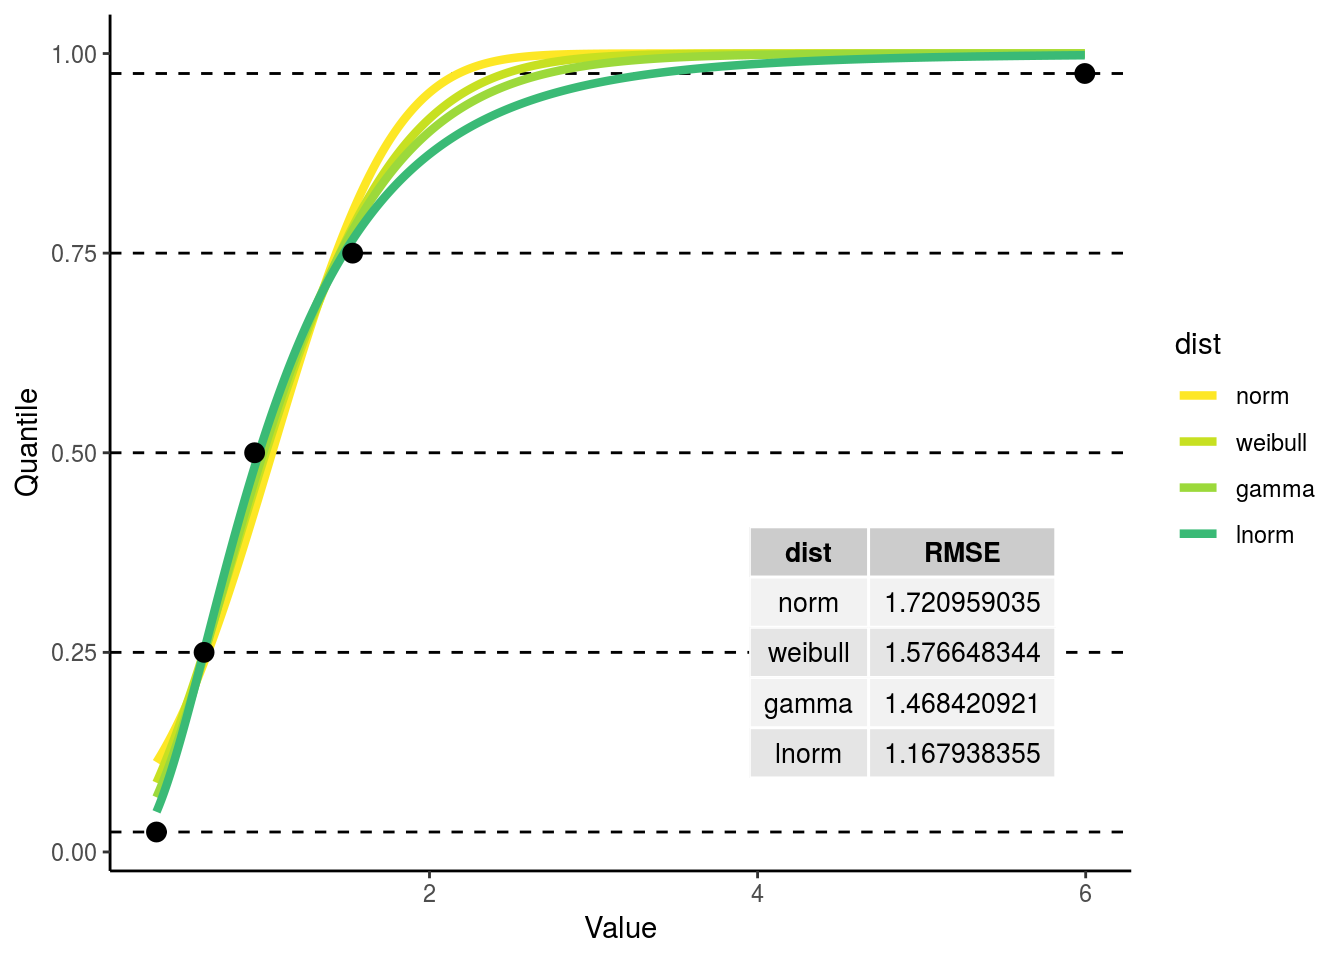 1.00
0.75
0.50
0.25
0.00
Quantile
2 4 6
Value
dist
norm
weibull
gamma
lnorm
dist RMSE
norm 1.720959035
weibull 1.576648344
gamma 1.468420921
lnorm 1.167938355